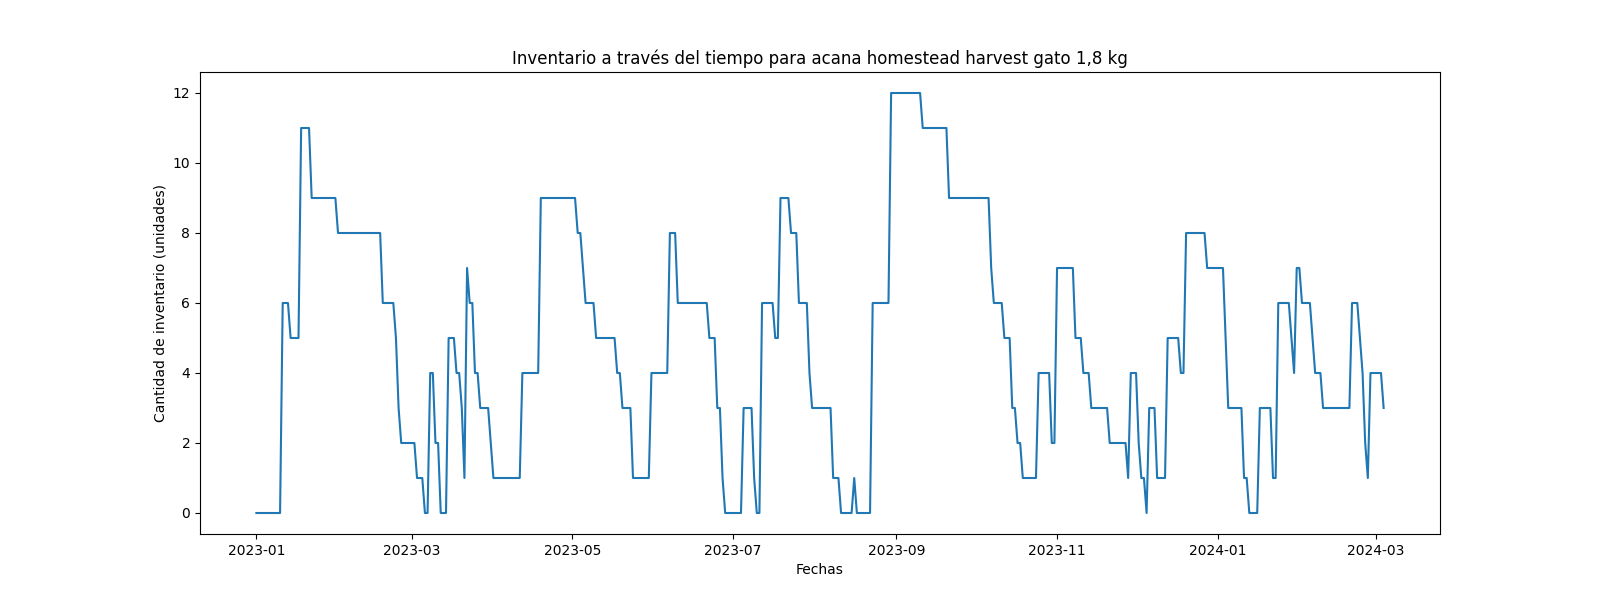 Inventario a través del tiempo para acana homestead harvest gato 1,8 kg
Cantidad de inventario (unidades)
12
10
8
6
4
2
0
2023-01 2023-03 2023-05 2023-07 2023-09 2023-11 2024-01 2024-03
Fechas